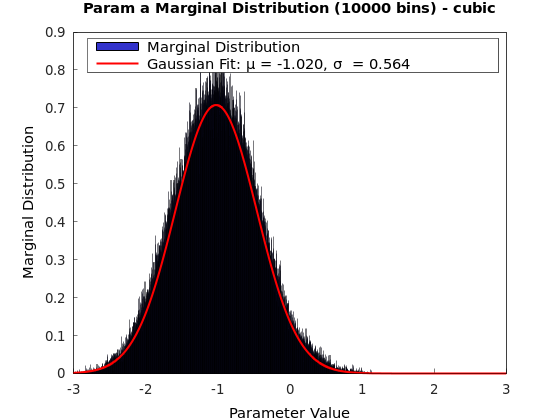 Param a Marginal Distribution (10000 bins) - cubic
Marginal Distribution
Gaussian Fit: μ = -1.020, σ = 0.564
Marginal Distribution
0.9
0.8
0.7
0.6
0.5
0.4
0.3
0.2
0.1
0
-3 -2 -1 0 1 2 3
Parameter Value